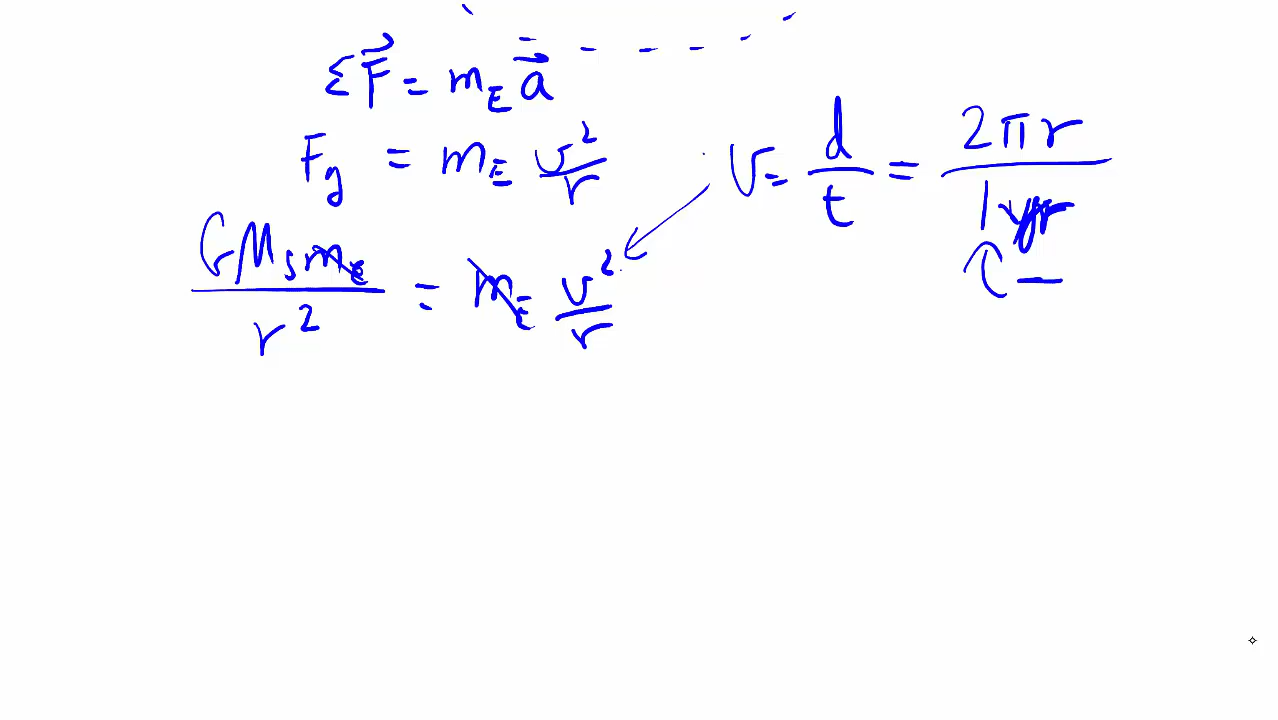 ΣF⃗ = m_E a⃗
F_g = m_E v²/r
v = d/t = 2πr/1 yr
GM_S m_E/r² = m_E v²/r